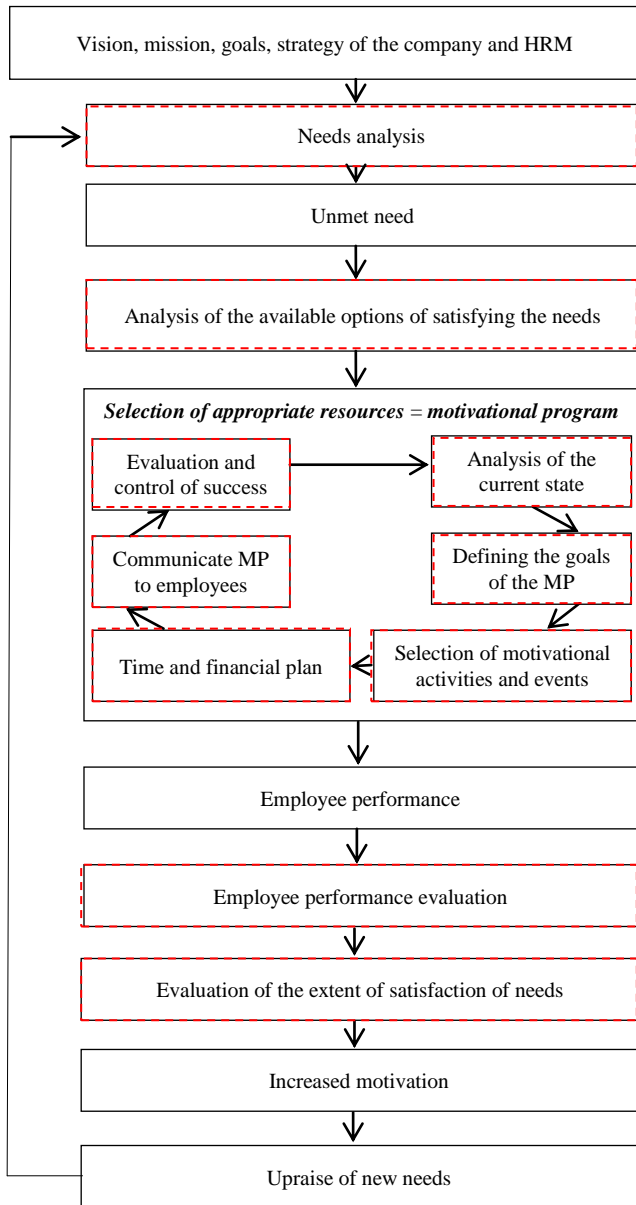 Vision, mission, goals, strategy of the company and HRM
Needs analysis
Unmet need
Analysis of the available options of satisfying the needs
Selection of appropriate resources = motivational program
Evaluation and
control of success
Analysis of the
current state
Communicate MP
to employees
Defining the goals
of the MP
Time and financial plan
Selection of motivational
activities and events
Employee performance
Employee performance evaluation
Evaluation of the extent of satisfaction of needs
Increased motivation
Upraise of new needs